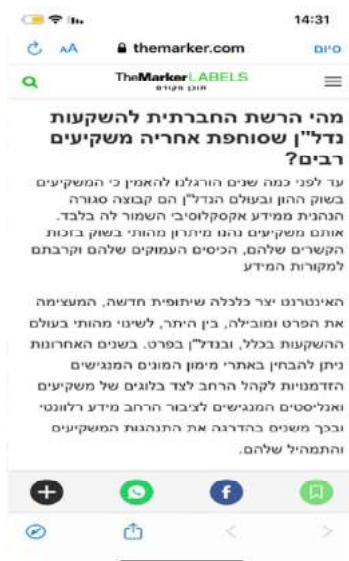 14:31
AA themarker.com סיום
TheMarker LABELS
תוכן מקודם
מהי הרשת החברתית להשקעות
נדל"ן שסוחפת אחריה משקיעים
רבים?
עד לפני כמה שנים הורגלנו להאמין כי המשקיעים
בשוק ההון ובעולם הנדל"ן הם קבוצה סגורה
הנהנית ממידע אקסקלוסיבי השמור לה בלבד.
אותם משקיעים נהנו מיתרון מהותי בשוק בזכות
הקשרים שלהם, הכיסים העמוקים שלהם וקרבתם
למקורות המידע
האינטרנט יצר כלכלה שיתופית חדשה, המעצימה
את הפרט ומובילה, בין היתר, לשינוי מהותי בעולם
ההשקעות בכלל, ובנדל"ן בפרט. בשנים האחרונות
ניתן להבחין באתרי מימון המונים המנגישים
הזדמנויות לקהל הרחב לצד בלוגים של משקיעים
ואנליסטים המנגישים לציבור הרחב מידע רלוונטי
ובכך משנים בהדרגה את התנהגות המשקיעים
והתמהיל שלהם.